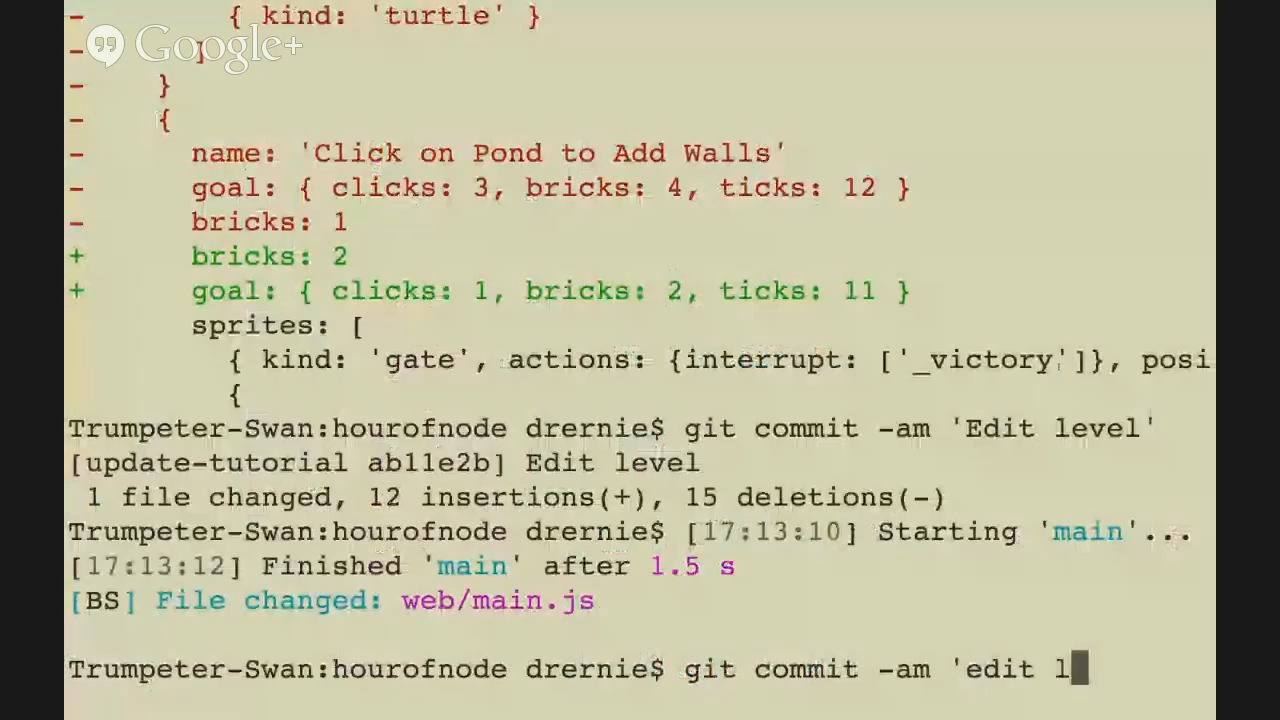 -         { kind: 'turtle' }
-       ]
Google+
-     }
-     {
-       name: 'Click on Pond to Add Walls'
-       goal: { clicks: 3, bricks: 4, ticks: 12 }
-       bricks: 1
+       bricks: 2
+       goal: { clicks: 1, bricks: 2, ticks: 11 }
        sprites: [
          { kind: 'gate', actions: {interrupt: ['_victory']}, posi
          {
Trumpeter-Swan:hourofnode drernie$ git commit -am 'Edit level'
[update-tutorial ab11e2b] Edit level
 1 file changed, 12 insertions(+), 15 deletions(-)
Trumpeter-Swan:hourofnode drernie$ [17:13:10] Starting 'main'...
[17:13:12] Finished 'main' after 1.5 s
[BS] File changed: web/main.js
Trumpeter-Swan:hourofnode drernie$ git commit -am 'edit l